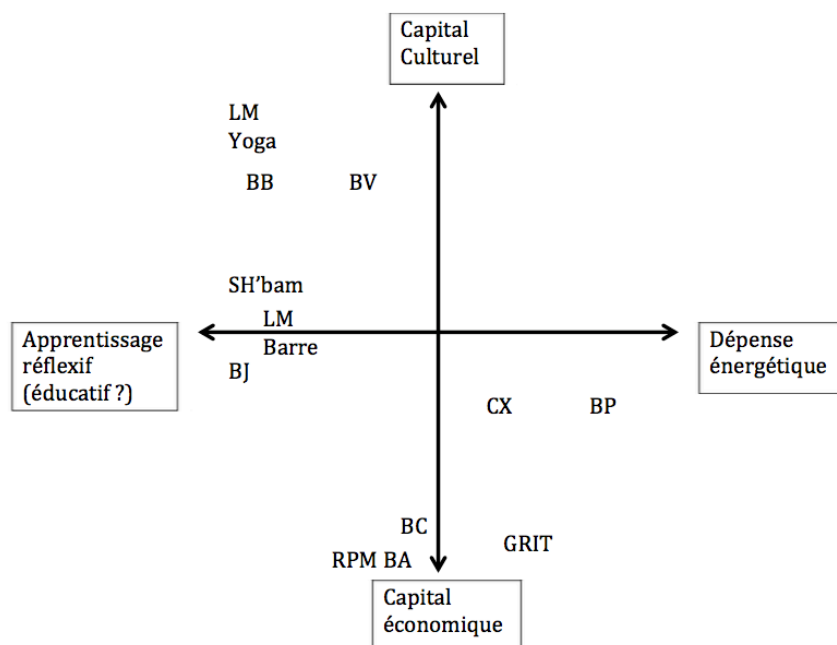 Capital
Culturel
LM
Yoga
BB BV
SH'bam
LM
Barre
BJ
Apprentissage
réflexif
(éducatif ?)
Dépense
énergétique
CX BP
BC
GRIT
RPM BA
Capital
économique